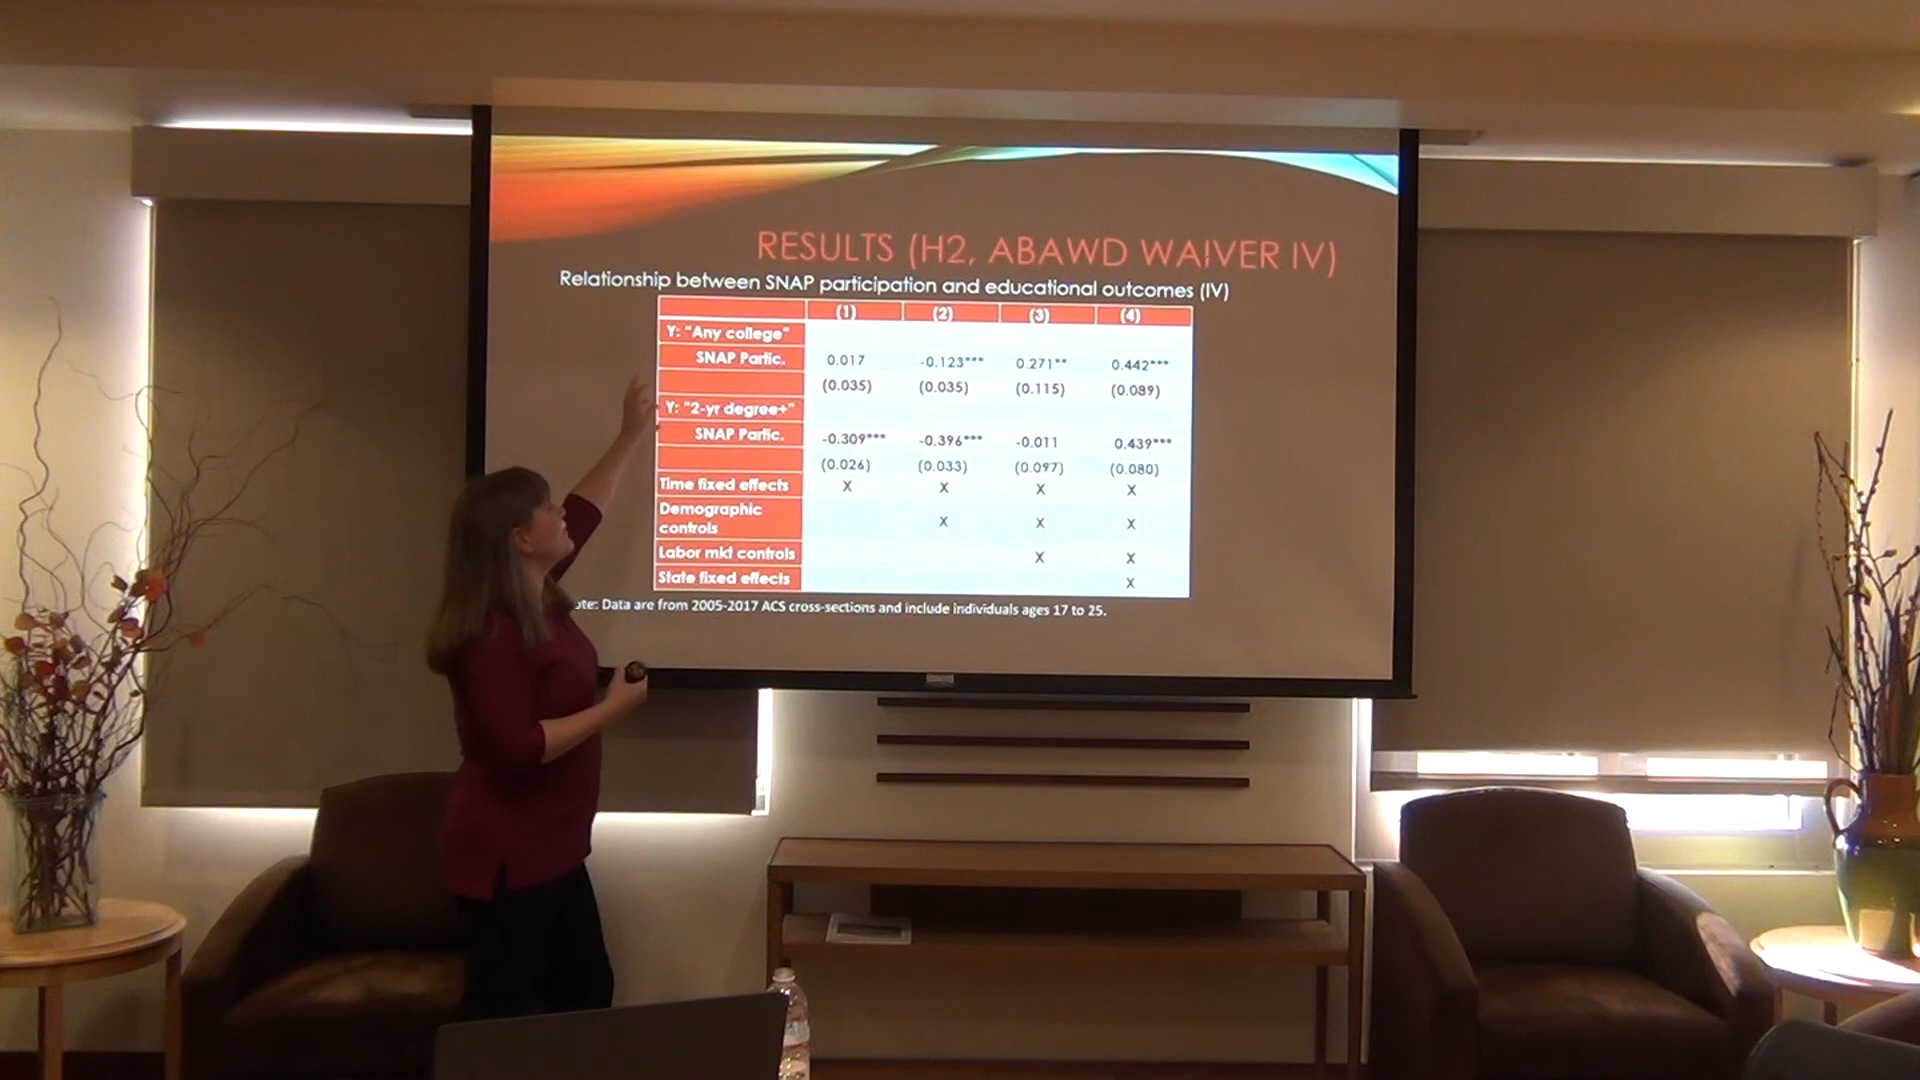 RESULTS (H2, ABAWD WAIVER IV)
Relationship between SNAP participation and educational outcomes (IV)
(1) (2) (3) (4)
Y: "Any college"
SNAP Partic. 0.017 -0.123*** 0.271** 0.442***
(0.035) (0.035) (0.115) (0.089)
Y: "2-yr degree+"
SNAP Partic. -0.309*** -0.396*** -0.011 0.439***
(0.026) (0.033) (0.097) (0.080)
Time fixed effects X X X X
Demographic
controls X X X
Labor mkt controls X X
State fixed effects X
ote: Data are from 2005-2017 ACS cross-sections and include individuals ages 17 to 25.